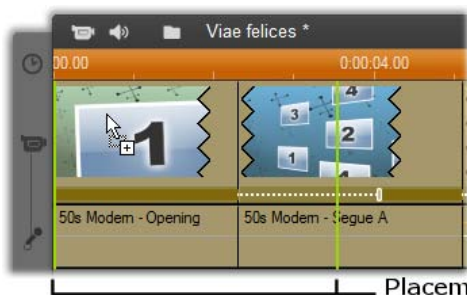 Viae felices *
00.00 0:00:04.00
1
3 4 2 1
50s Modern - Opening 50s Modern - Segue A
Placem